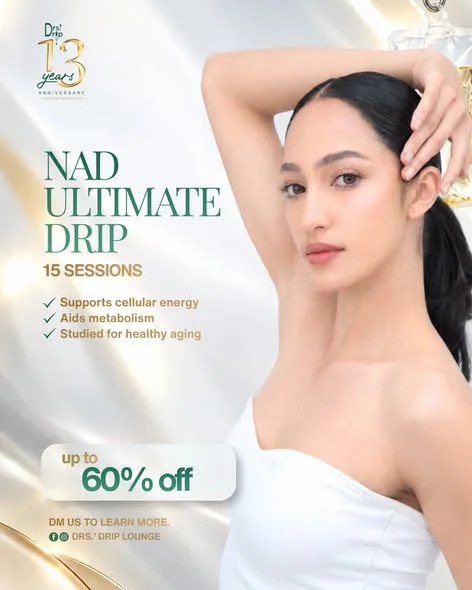 Drs.'
Drip
13
years
ANNIVERSARY
NAD
ULTIMATE
DRIP
15 SESSIONS
Supports cellular energy
Aids metabolism
Studied for healthy aging
up to
60% off
DM US TO LEARN MORE.
DRS.' DRIP LOUNGE